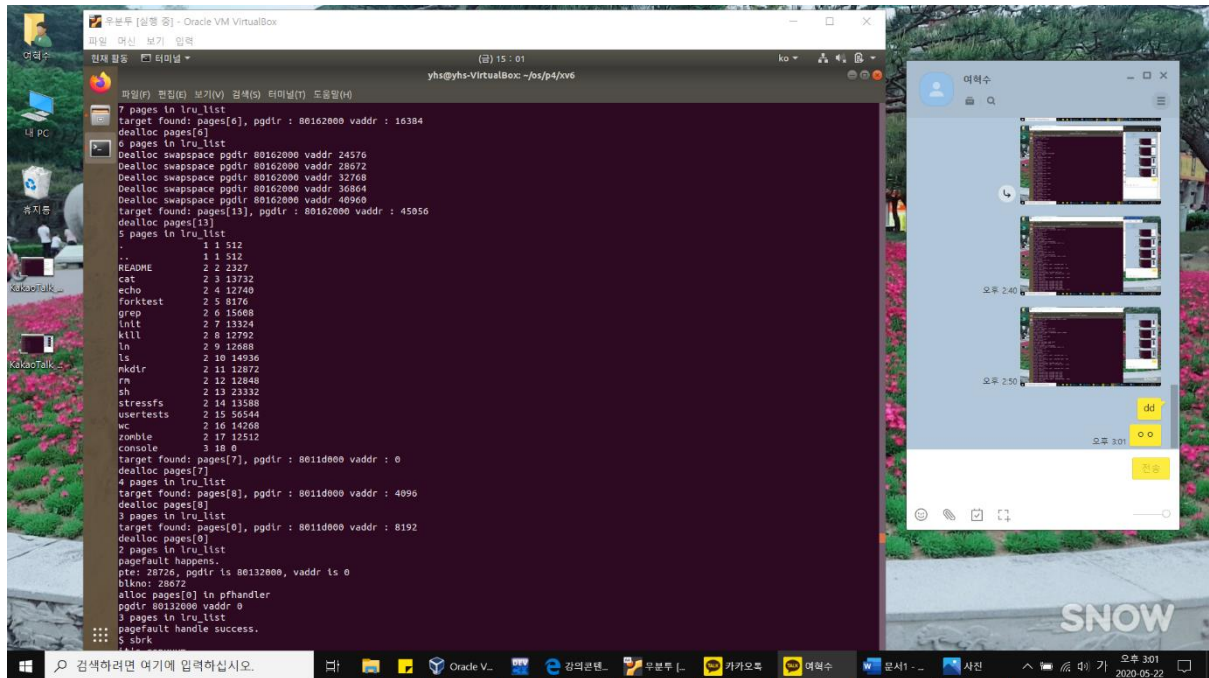 우분투 [실행 중] - Oracle VM VirtualBox
파일 머신 보기 입력
현재 활동 터미널 (금) 15 : 01 ko
yhs@yhs-VirtualBox: ~/os/p4/xv6
파일(F) 편집(E) 보기(V) 검색(S) 터미널(T) 도움말(H)
7 pages in lru_list
target found: pages[6], pgdir : 80162000 vaddr : 16384
dealloc pages[6]
6 pages in lru_list
Dealloc swapspace pgdir 80162000 vaddr 24576
Dealloc swapspace pgdir 80162000 vaddr 28672
Dealloc swapspace pgdir 80162000 vaddr 32768
Dealloc swapspace pgdir 80162000 vaddr 36864
Dealloc swapspace pgdir 80162000 vaddr 40960
target found: pages[13], pgdir : 80162000 vaddr : 45056
dealloc pages[13]
5 pages in lru_list
. 1 1 512
.. 1 1 512
README 2 2 2327
cat 2 3 13732
echo 2 4 12740
forktest 2 5 8176
grep 2 6 15608
init 2 7 13324
kill 2 8 12792
ln 2 9 12688
ls 2 10 14936
mkdir 2 11 12872
rm 2 12 12848
sh 2 13 23332
stressfs 2 14 13588
usertests 2 15 56544
wc 2 16 14268
zombie 2 17 12512
console 3 18 0
target found: pages[7], pgdir : 8011d000 vaddr : 0
dealloc pages[7]
4 pages in lru_list
target found: pages[8], pgdir : 8011d000 vaddr : 4096
dealloc pages[8]
3 pages in lru_list
target found: pages[0], pgdir : 8011d000 vaddr : 8192
dealloc pages[0]
2 pages in lru_list
pagefault happens.
pte: 28726, pgdir is 80132000, vaddr is 0
blkno: 28672
alloc pages[0] in pfhandler
pgdir 80132000 vaddr 0
3 pages in lru_list
pagefault handle success.
$ sbrk
여혁수
내 PC
휴지통
KakaoTalk_...
KakaoTalk_...
여혁수
오후 2:40
오후 2:50
dd
ㅇㅇ
오후 3:01
전송
SNOW
검색하려면 여기에 입력하십시오.
Oracle V...
강의콘텐...
우분투 [...
카카오톡
여혁수
문서1 - ...
사진
가
오후 3:01
2020-05-22